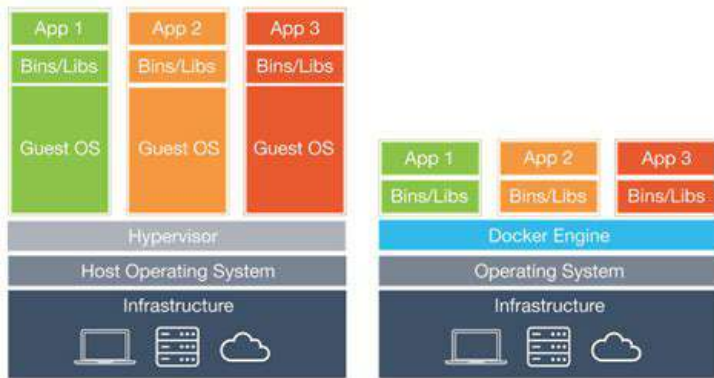 App 1
Bins/Libs
Guest OS
App 2
Bins/Libs
Guest OS
App 3
Bins/Libs
Guest OS
Hypervisor
Host Operating System
Infrastructure
App 1
Bins/Libs
App 2
Bins/Libs
App 3
Bins/Libs
Docker Engine
Operating System
Infrastructure